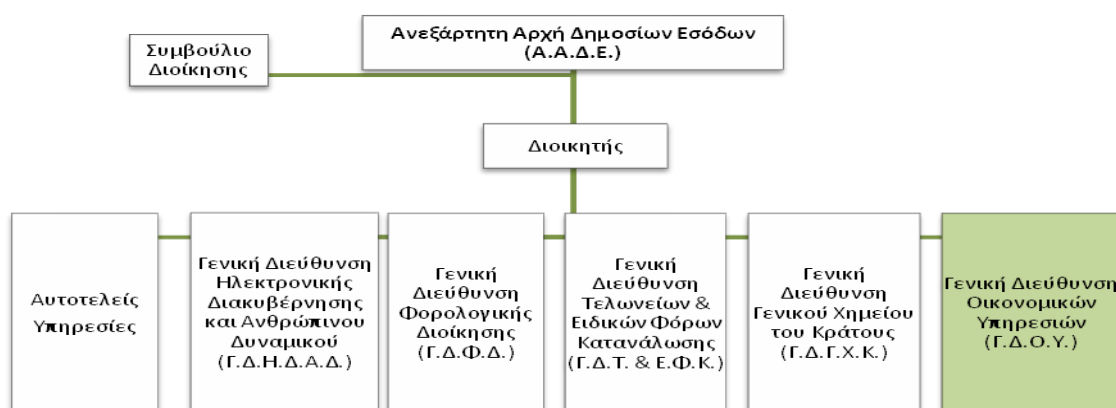 Ανεξάρτητη Αρχή Δημοσίων Εσόδων
(Α.Α.Δ.Ε.)
Συμβούλιο
Διοίκησης
Διοικητής
Αυτοτελείς
Υπηρεσίες
Γενική Διεύθυνση
Ηλεκτρονικής
Διακυβέρνησης
και Ανθρώπινου
Δυναμικού
(Γ.Δ.Η.Δ.Α.Δ.)
Γενική
Διεύθυνση
Φορολογικής
Διοίκησης
(Γ.Δ.Φ.Δ.)
Γενική
Διεύθυνση
Τελωνείων &
Ειδικών Φόρων
Κατανάλωσης
(Γ.Δ.Τ. & Ε.Φ.Κ.)
Γενική
Διεύθυνση
Γενικού Χημείου
του Κράτους
(Γ.Δ.Γ.Χ.Κ.)
Γενική Διεύθυνση
Οικονομικών
Υπηρεσιών
(Γ.Δ.Ο.Υ.)